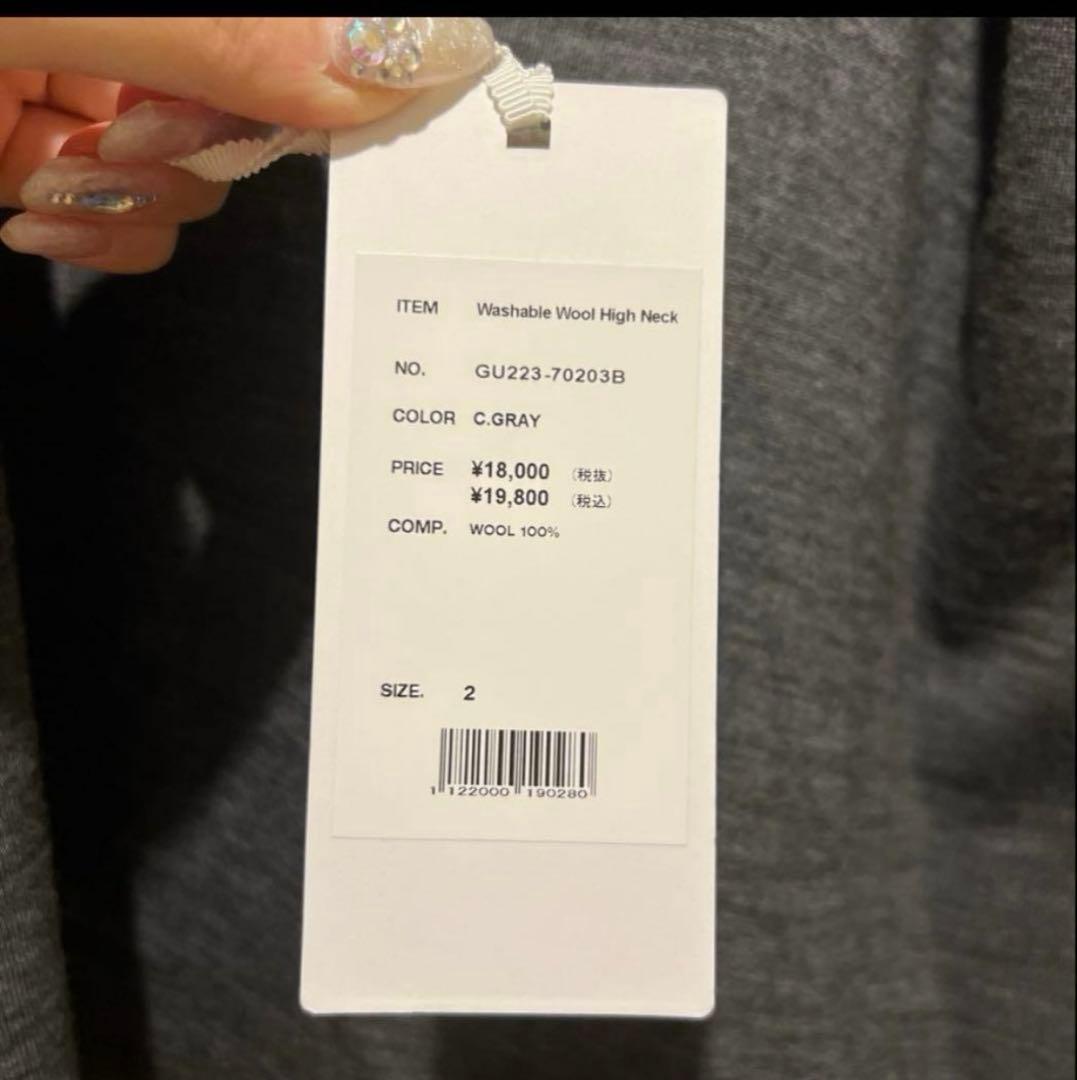 ITEM Washable Wool High Neck
NO. GU223-70203B
COLOR C.GRAY
PRICE ¥18,000 (税抜)
¥19,800 (税込)
COMP. WOOL 100%
SIZE. 2
1 122000 190280